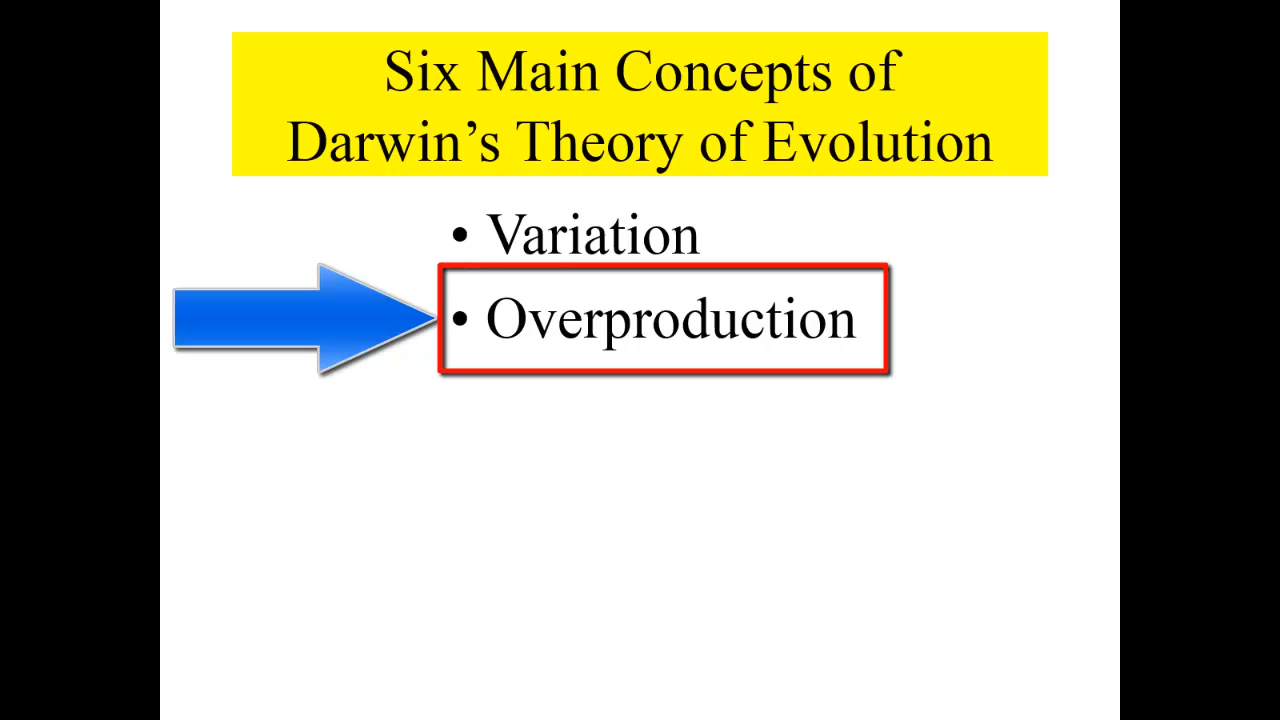 Six Main Concepts of
Darwin’s Theory of Evolution
• Variation
• Overproduction